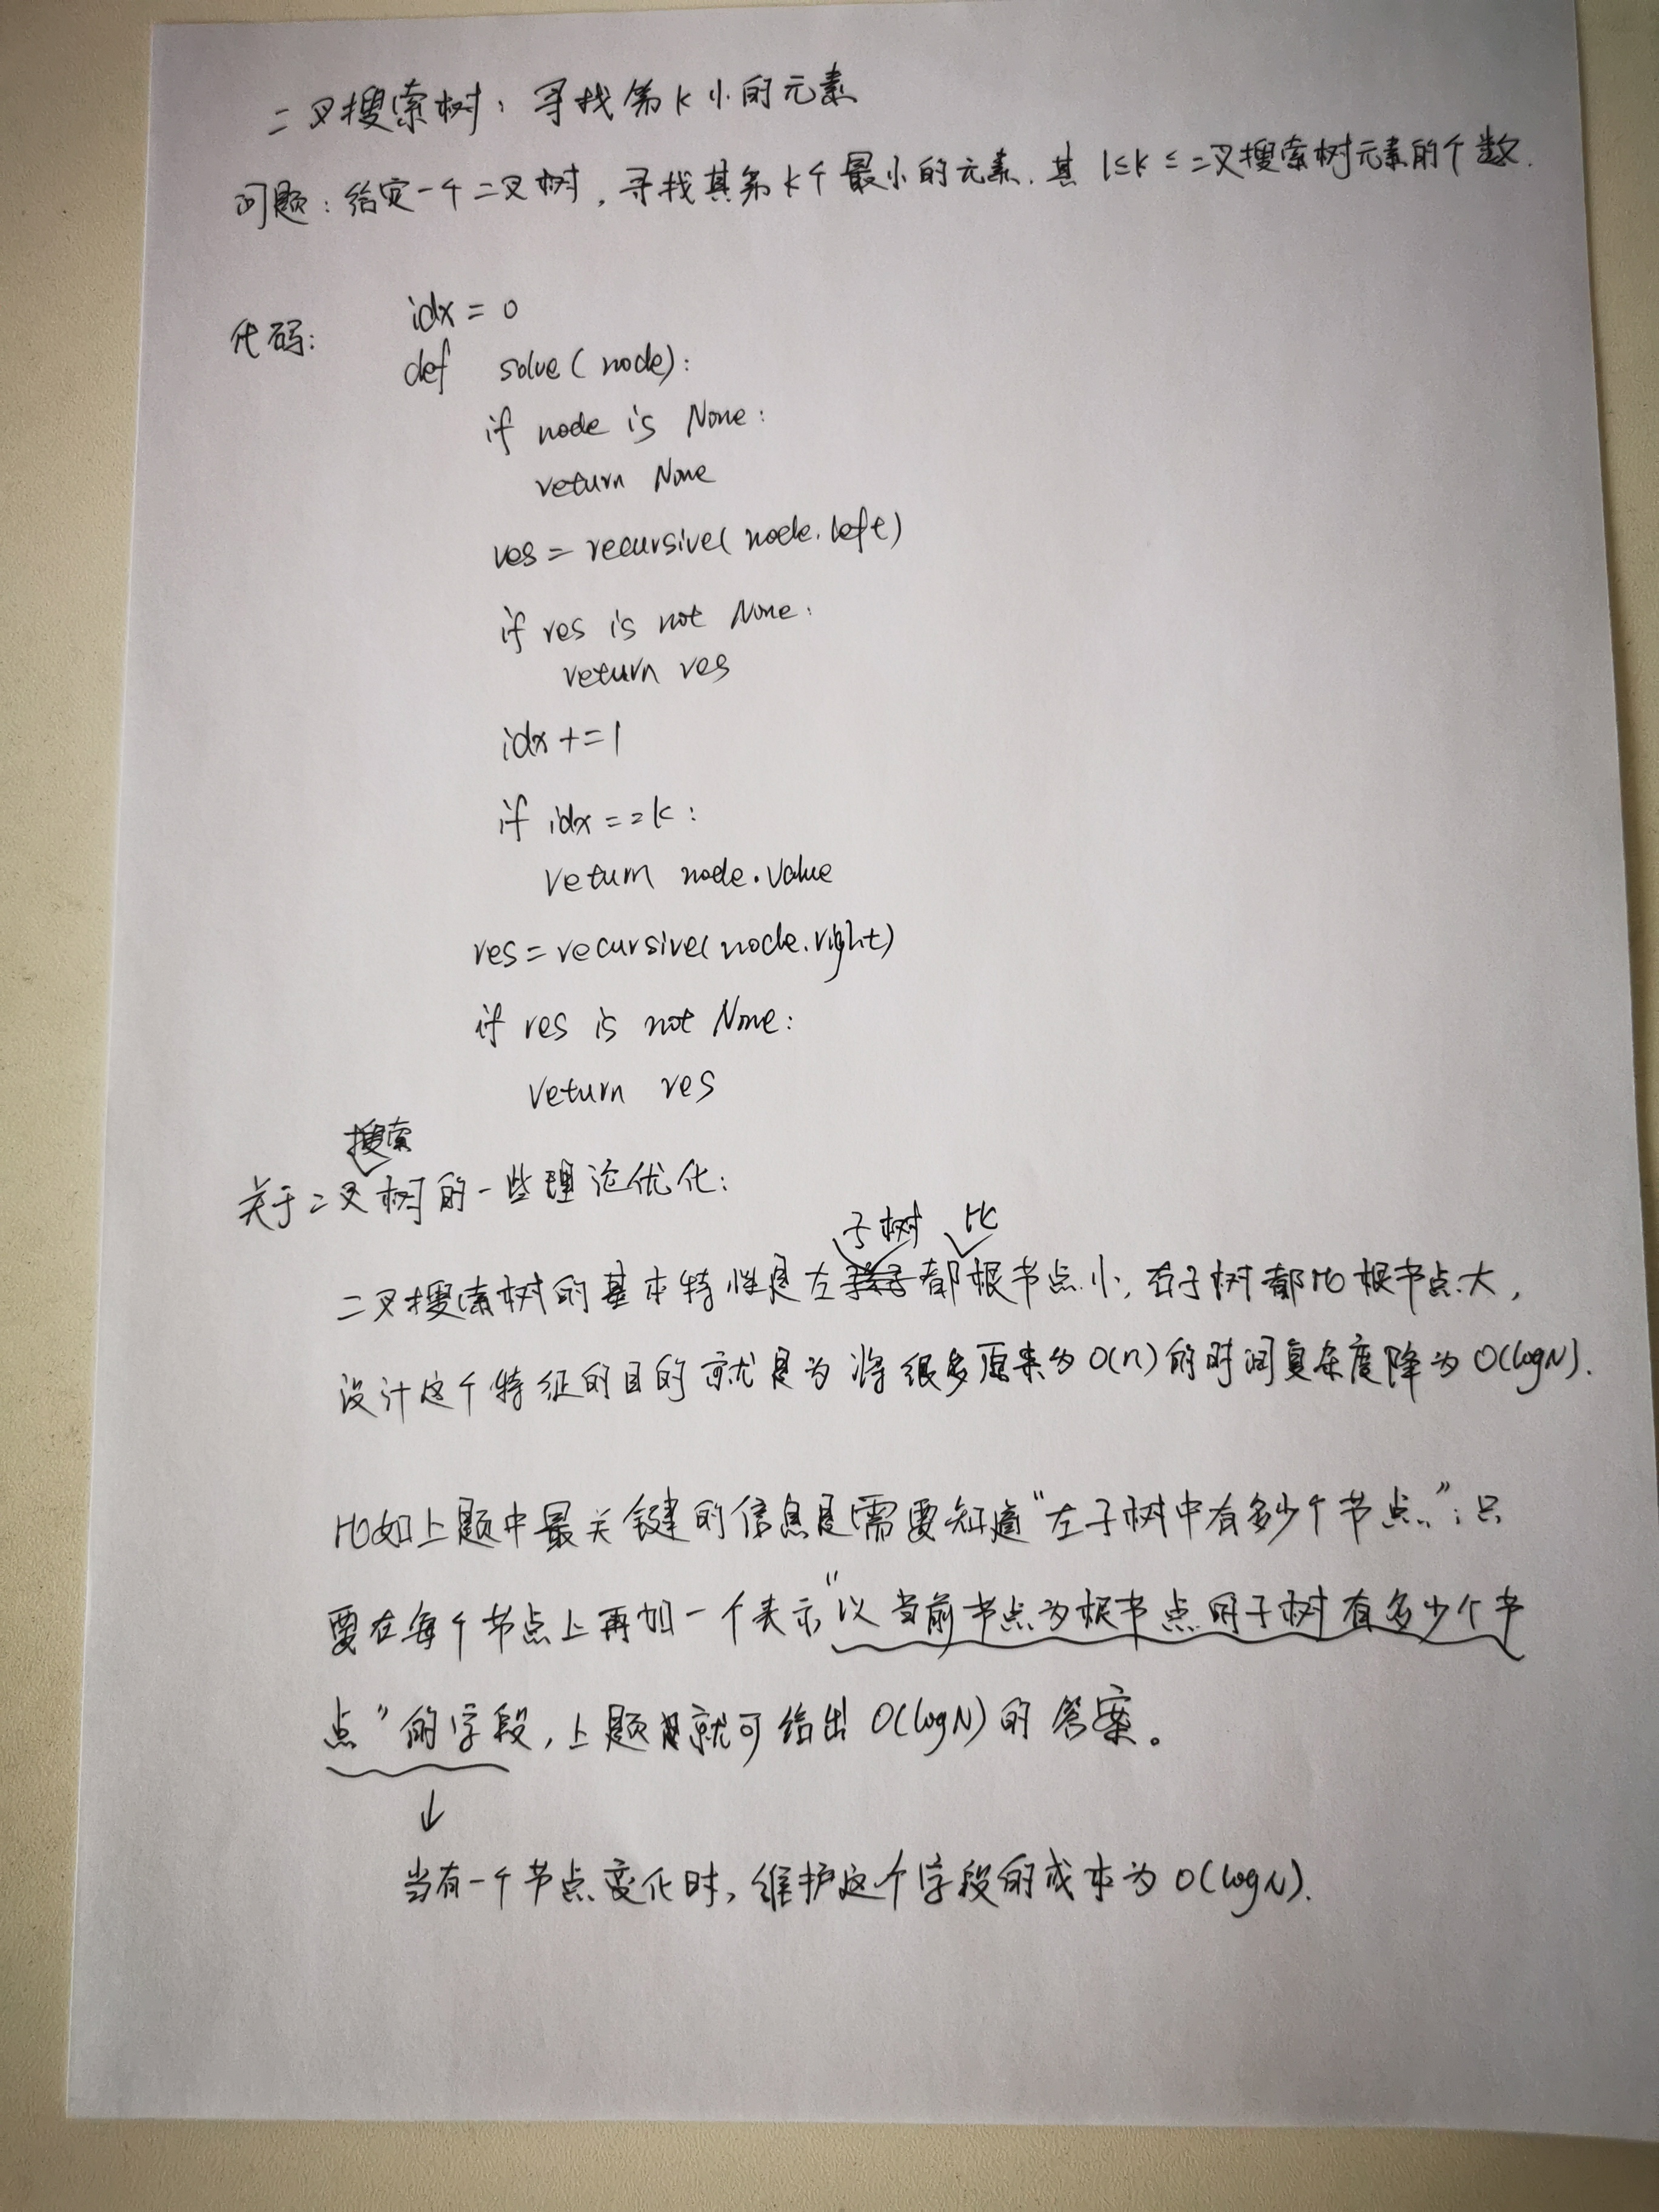 二叉搜索树：寻找第k小的元素
问题：给定一个二叉树，寻找其第k个最小的元素.其 1≤k≤二叉搜索树元素的个数.
代码：
idx = 0
def solve(node):
if node is None:
return None
res = recursive(node.left)
if res is not None:
return res
idx += 1
if idx == k:
return node.value
res = recursive(node.right)
if res is not None:
return res
关于二叉搜索树的一些理论优化：
二叉搜索树的基本特性是左子树都比根节点小，右子树都比根节点大，
设计这个特征的目的就是为将很多原来为O(n)的时间复杂度降为O(logN).
比如上题中最关键的信息是需要知道“左子树中有多少个节点”；只
要在每个节点上再加一个表示“以当前节点为根节点的子树有多少个节
点”的字段，上题就可给出O(logN)的答案。
↓
当有一个节点变化时，维护这个字段的成本为O(logN).